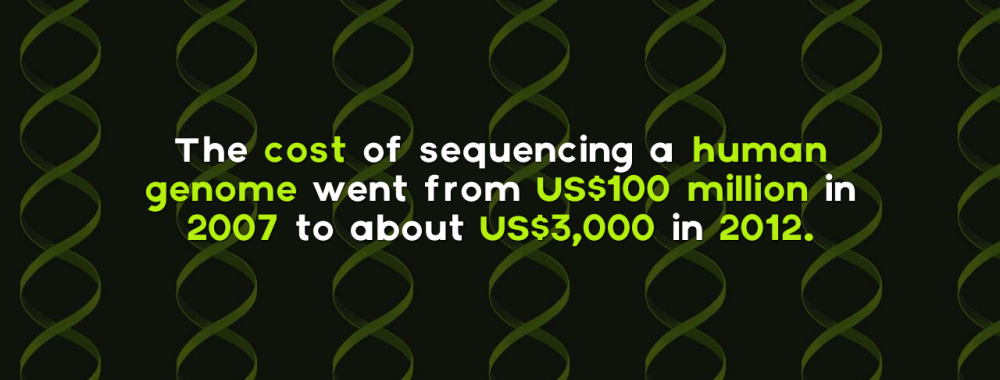 The cost of sequencing a human
genome went from US$100 million in
2007 to about US$3,000 in 2012.